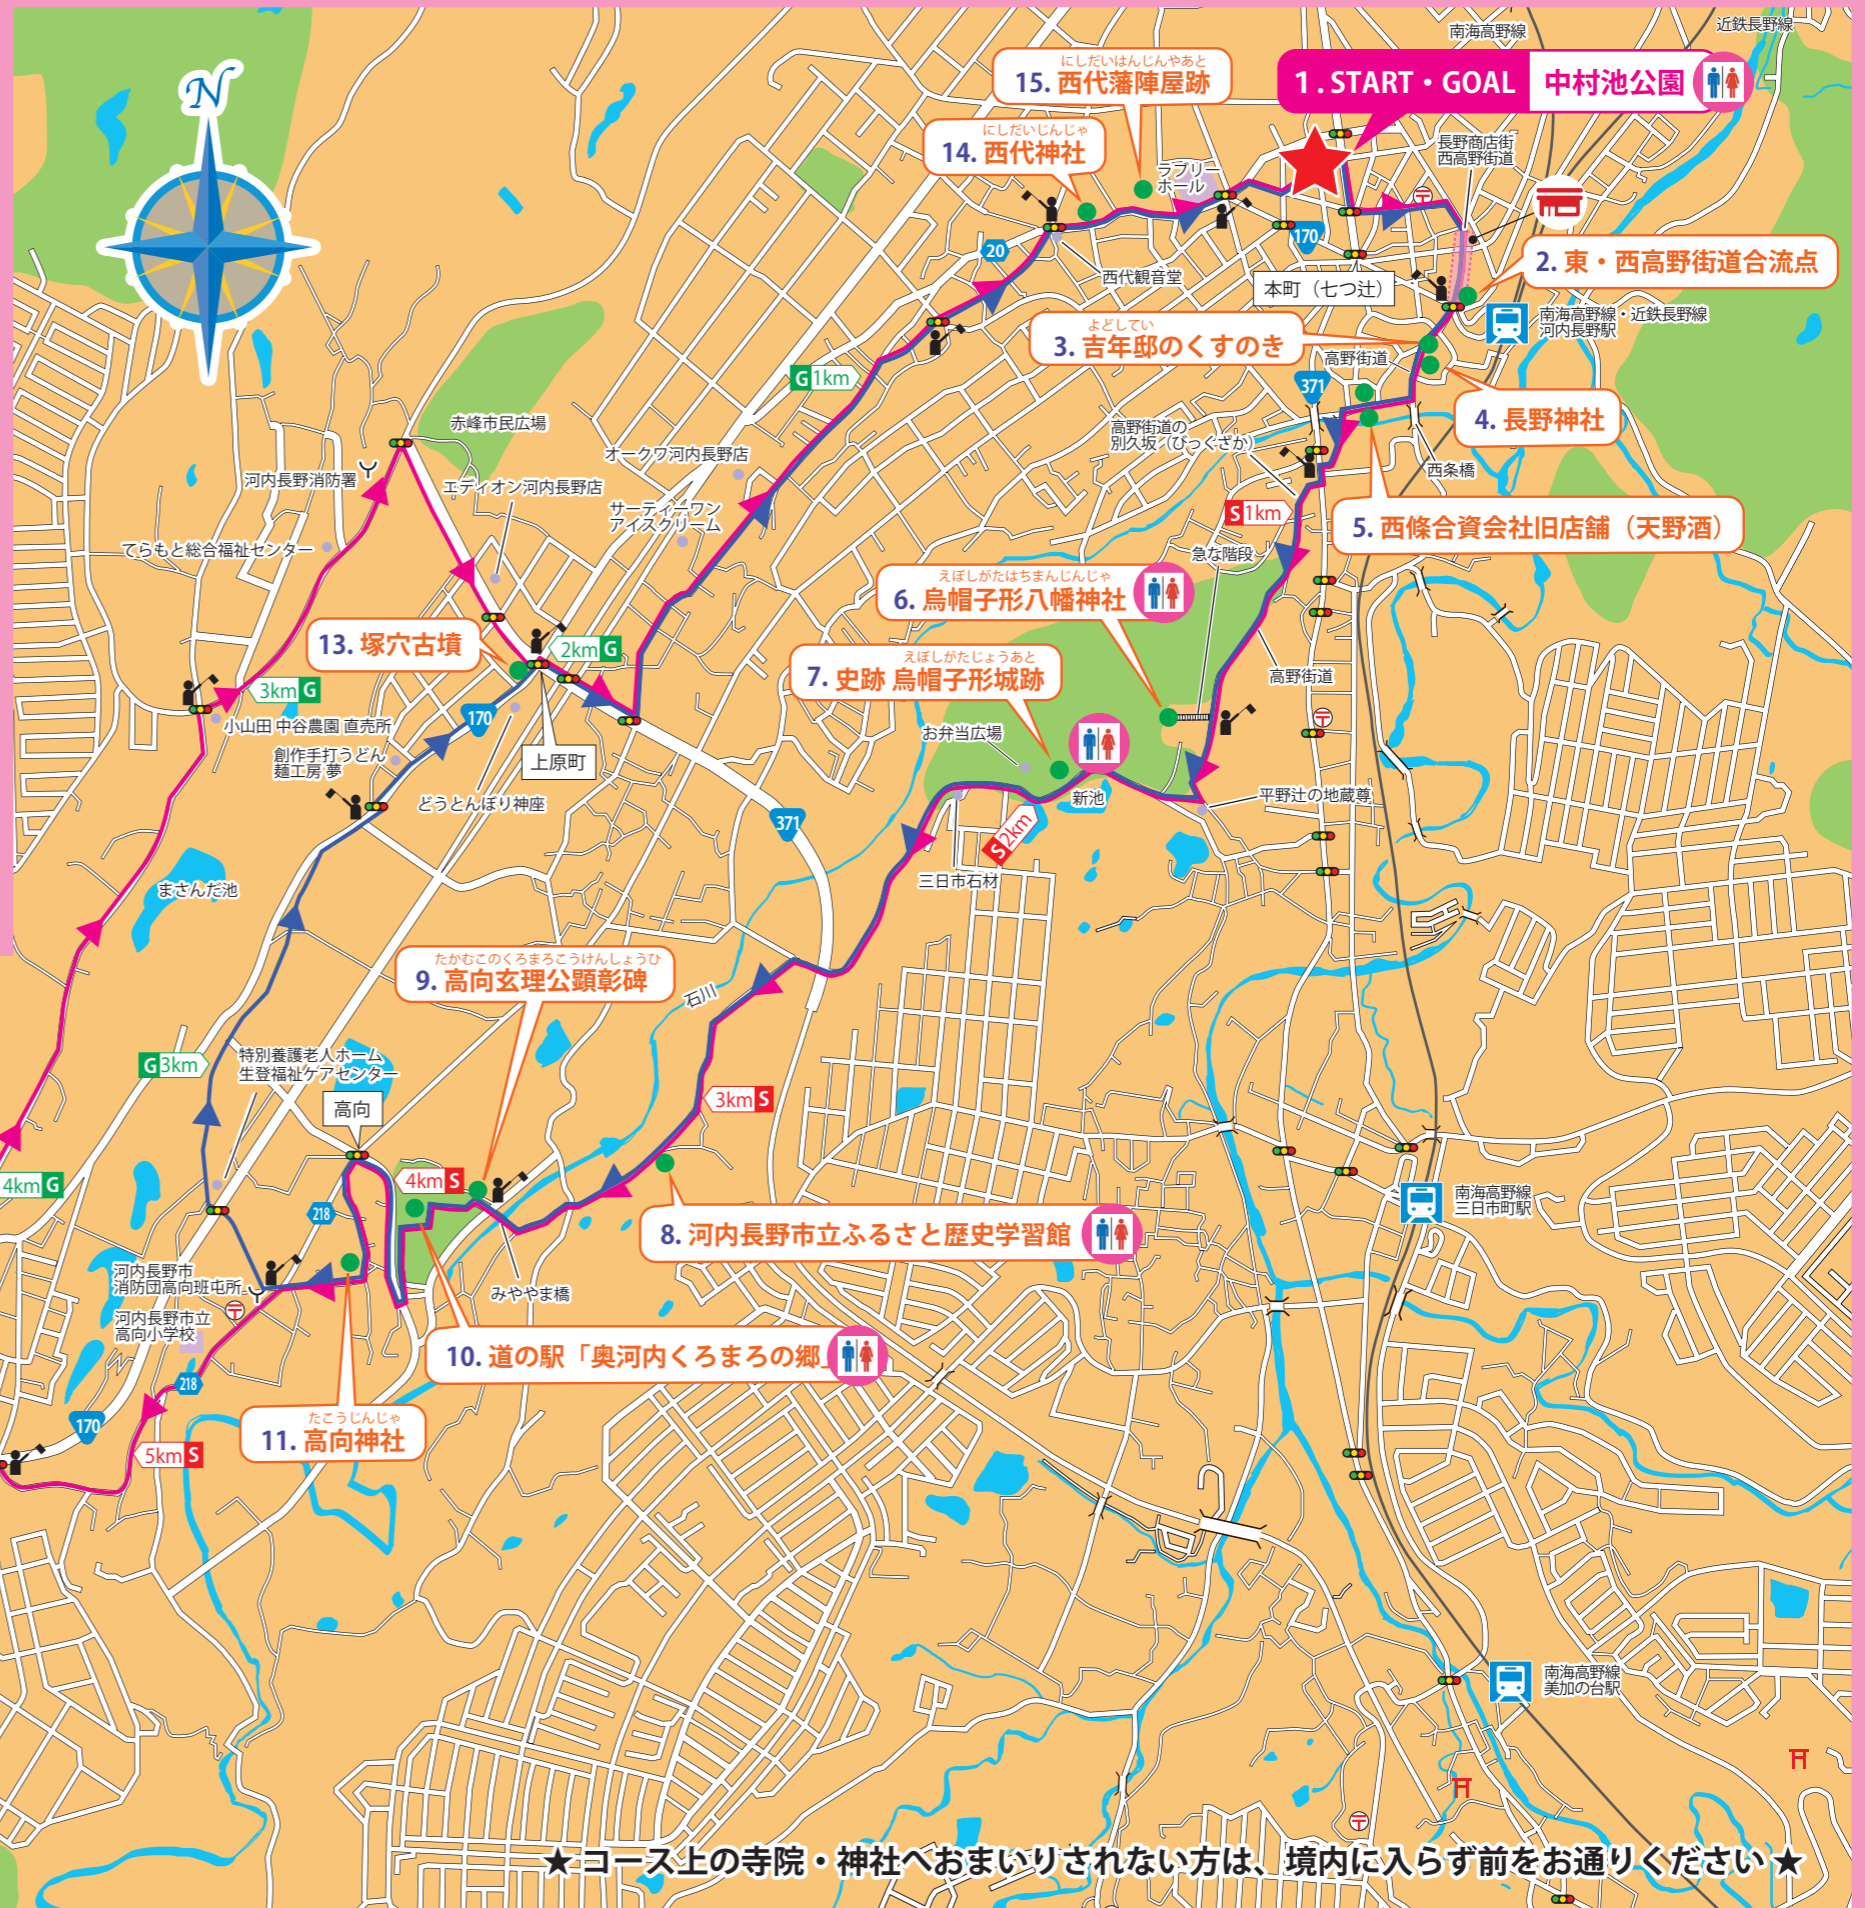 南海高野線
近鉄長野線
N
にしだいはんじんやあと
15. 西代藩陣屋跡
1 . START・GOAL 中村池公園
にしだいじんじゃ
14. 西代神社
長野商店街
西高野街道
ラブリー
ホール
20
170
西代観音堂
本町（七つ辻）
2. 東・西高野街道合流点
南海高野線・近鉄長野線
河内長野駅
よどしてい
3. 吉年邸のくすのき
高野街道
G 1km
371
4. 長野神社
赤峰市民広場
高野街道の
別久坂（びっくざか）
オークワ河内長野店
河内長野消防署
エディオン河内長野店
西条橋
サーティーワン
アイスクリーム
S 1km
5. 西條合資会社旧店舗（天野酒）
てらもと総合福祉センター
急な階段
えぼしがたはちまんじんじゃ
6. 烏帽子形八幡神社
13. 塚穴古墳
2km G
えぼしがたじょうあと
7. 史跡 烏帽子形城跡
高野街道
3km G
小山田 中谷農園 直売所
170
お弁当広場
創作手打うどん
麺工房 夢
上原町
どうとんぼり神座
新池
平野辻の地蔵尊
371
S 2km
三日市石材
まさんだ池
たかむこのくろまろこうけんしょうひ
9. 高向玄理公顕彰碑
石川
G 3km
特別養護老人ホーム
生登福祉ケアセンター
高向
3km S
4km G
4km S
218
南海高野線
三日市町駅
8. 河内長野市立ふるさと歴史学習館
河内長野市
消防団高向班屯所
みややま橋
河内長野市立
高向小学校
10. 道の駅「奥河内くろまろの郷」
218
170
たこうじんじゃ
11. 高向神社
5km S
南海高野線
美加の台駅
★コース上の寺院・神社へおまいりされない方は、境内に入らず前をお通りください★